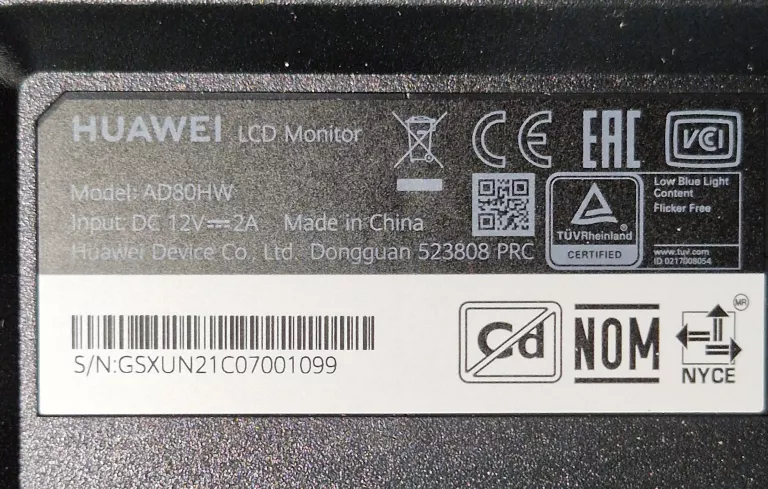 HUAWEI LCD Monitor
Model: AD80HW
Input: DC 12V⎓2A Made in China
Huawei Device Co., Ltd. Dongguan 523808 PRC
CE
EAC
VCCI
TÜVRheinland
CERTIFIED
Low Blue Light
Content
Flicker Free
www.tuv.com
ID 0217008054
S/N:GSXUN21C07001099
Cd
NOM
MR
NYCE